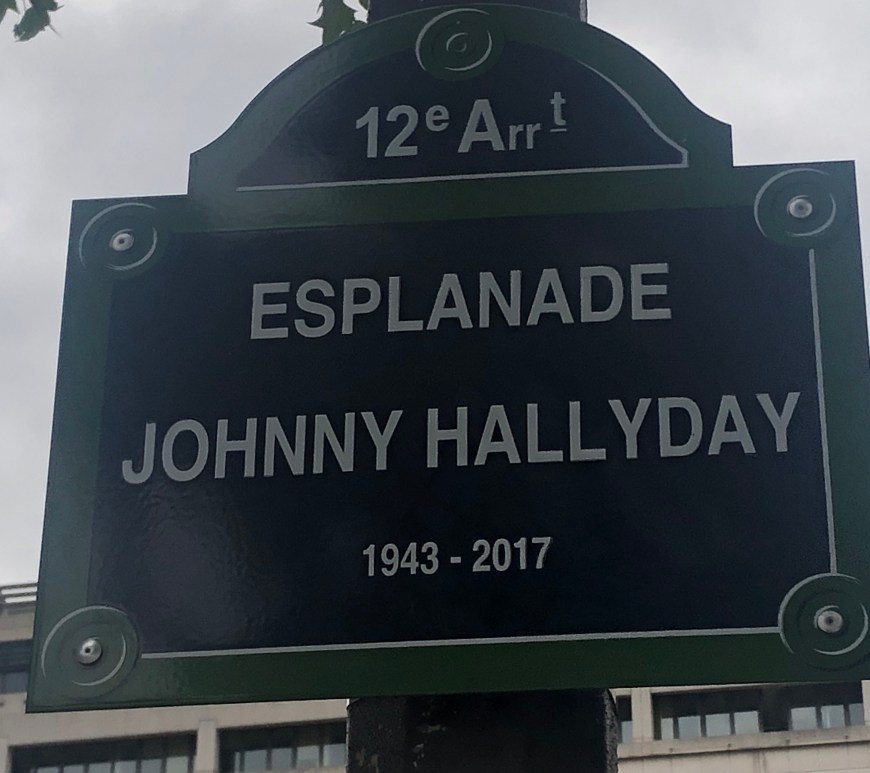 12e Arrt
ESPLANADE
JOHNNY HALLYDAY
1943 - 2017